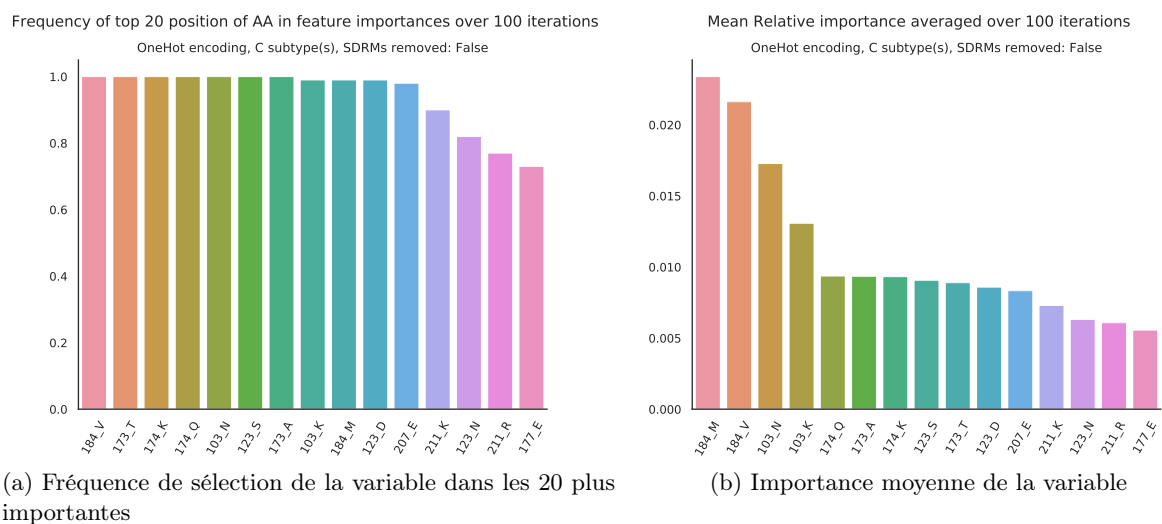 Frequency of top 20 position of AA in feature importances over 100 iterations
OneHot encoding, C subtype(s), SDRMs removed: False
1.0
0.8
0.6
0.4
0.2
0.0
184_V 173_T 174_K 174_Q 103_N 123_S 173_A 103_K 184_M 123_D 207_E 211_K 123_N 211_R 177_E
(a) Fréquence de sélection de la variable dans les 20 plus
importantes
Mean Relative importance averaged over 100 iterations
OneHot encoding, C subtype(s), SDRMs removed: False
0.020
0.015
0.010
0.005
0.000
184_M 184_V 103_N 103_K 174_Q 173_A 174_K 123_S 173_T 123_D 207_E 211_K 123_N 211_R 177_E
(b) Importance moyenne de la variable